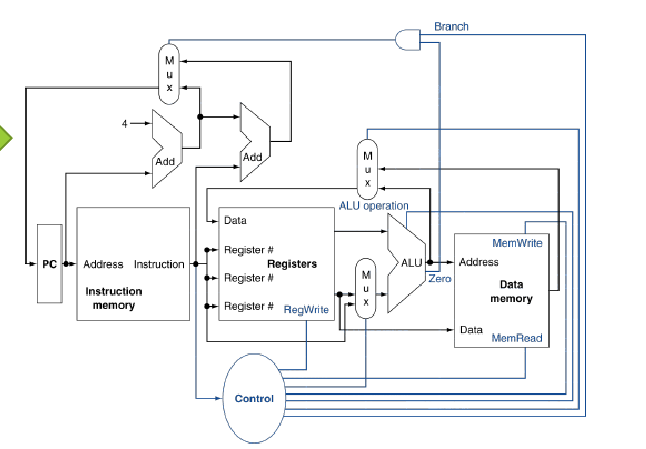 Branch
M
u
x
4
Add
Add
M
u
x
ALU operation
Data
Register #
Registers
Register #
Register #
RegWrite
PC
Address
Instruction
Instruction
memory
M
u
x
ALU
Zero
MemWrite
Address
Data
memory
Data
MemRead
Control